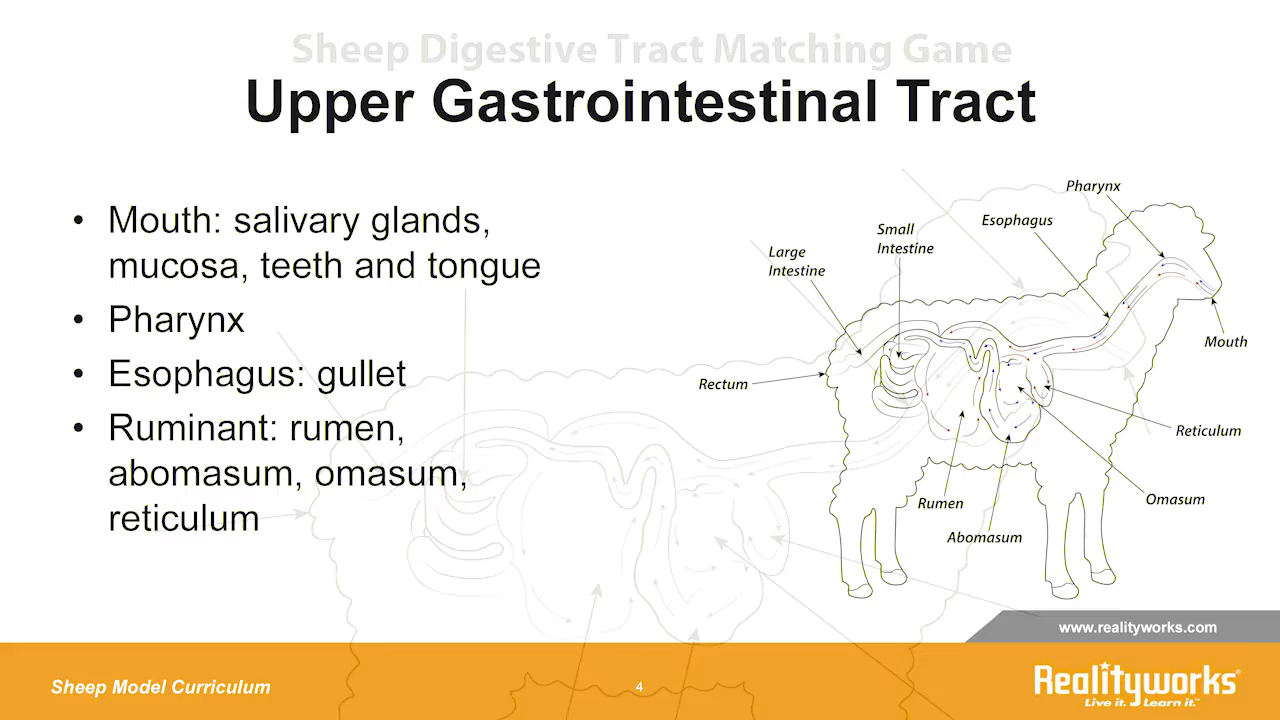 Sheep Digestive Tract Matching Game
Upper Gastrointestinal Tract
• Mouth: salivary glands,
mucosa, teeth and tongue
• Pharynx
• Esophagus: gullet
• Ruminant: rumen,
abomasum, omasum,
reticulum
Pharynx
Esophagus
Small
Intestine
Large
Intestine
Mouth
Rectum
Reticulum
Omasum
Rumen
Abomasum
www.realityworks.com
Sheep Model Curriculum
4
Realityworks®
Live it. Learn it.™